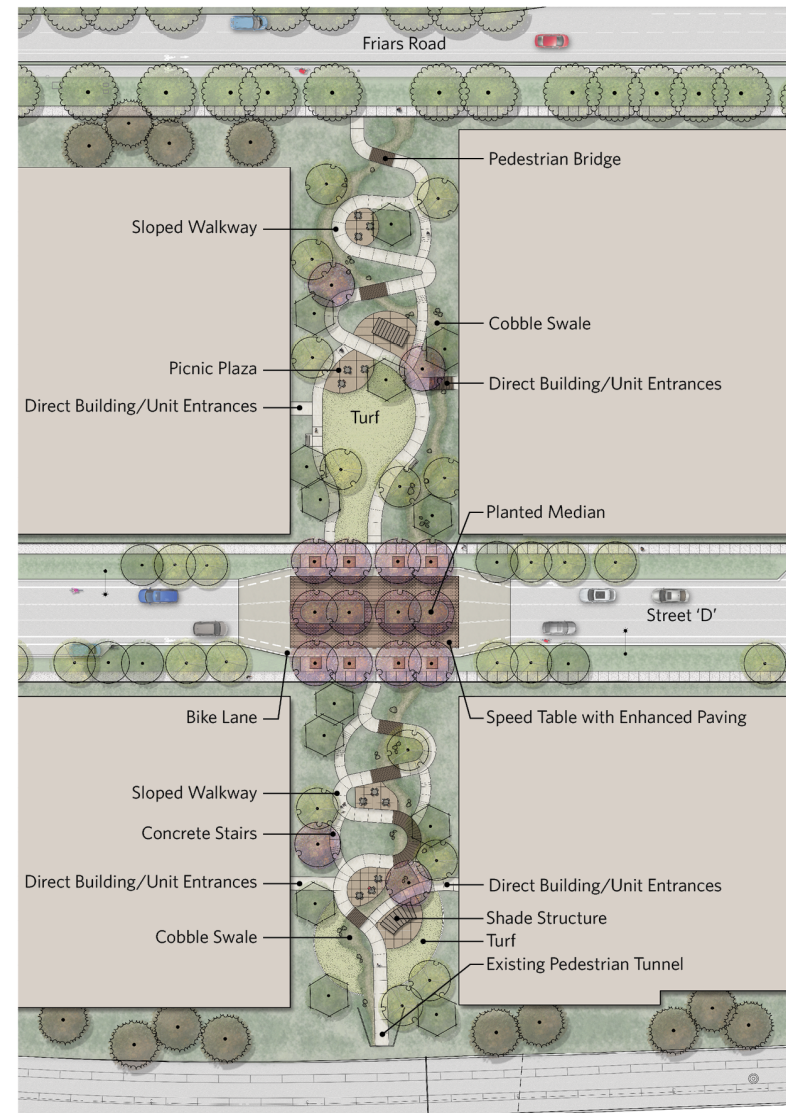 Friars Road
Pedestrian Bridge
Sloped Walkway
Cobble Swale
Picnic Plaza
Direct Building/Unit Entrances
Direct Building/Unit Entrances
Turf
Planted Median
Street ‘D’
Bike Lane
Speed Table with Enhanced Paving
Sloped Walkway
Concrete Stairs
Direct Building/Unit Entrances
Direct Building/Unit Entrances
Shade Structure
Cobble Swale
Turf
Existing Pedestrian Tunnel